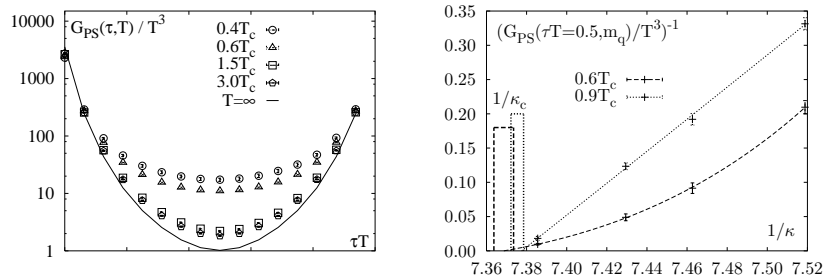 G_PS(τ,T) / T^3
10000
1000
100
10
1
0.4T_c
0.6T_c
1.5T_c
3.0T_c
T=∞
τT
(G_PS(τT=0.5,m_q)/T^3)^-1
0.35
0.30
0.25
0.20
0.15
0.10
0.05
0.00
0.6T_c
0.9T_c
1/κ_c
1/κ
7.36 7.38 7.40 7.42 7.44 7.46 7.48 7.50 7.52